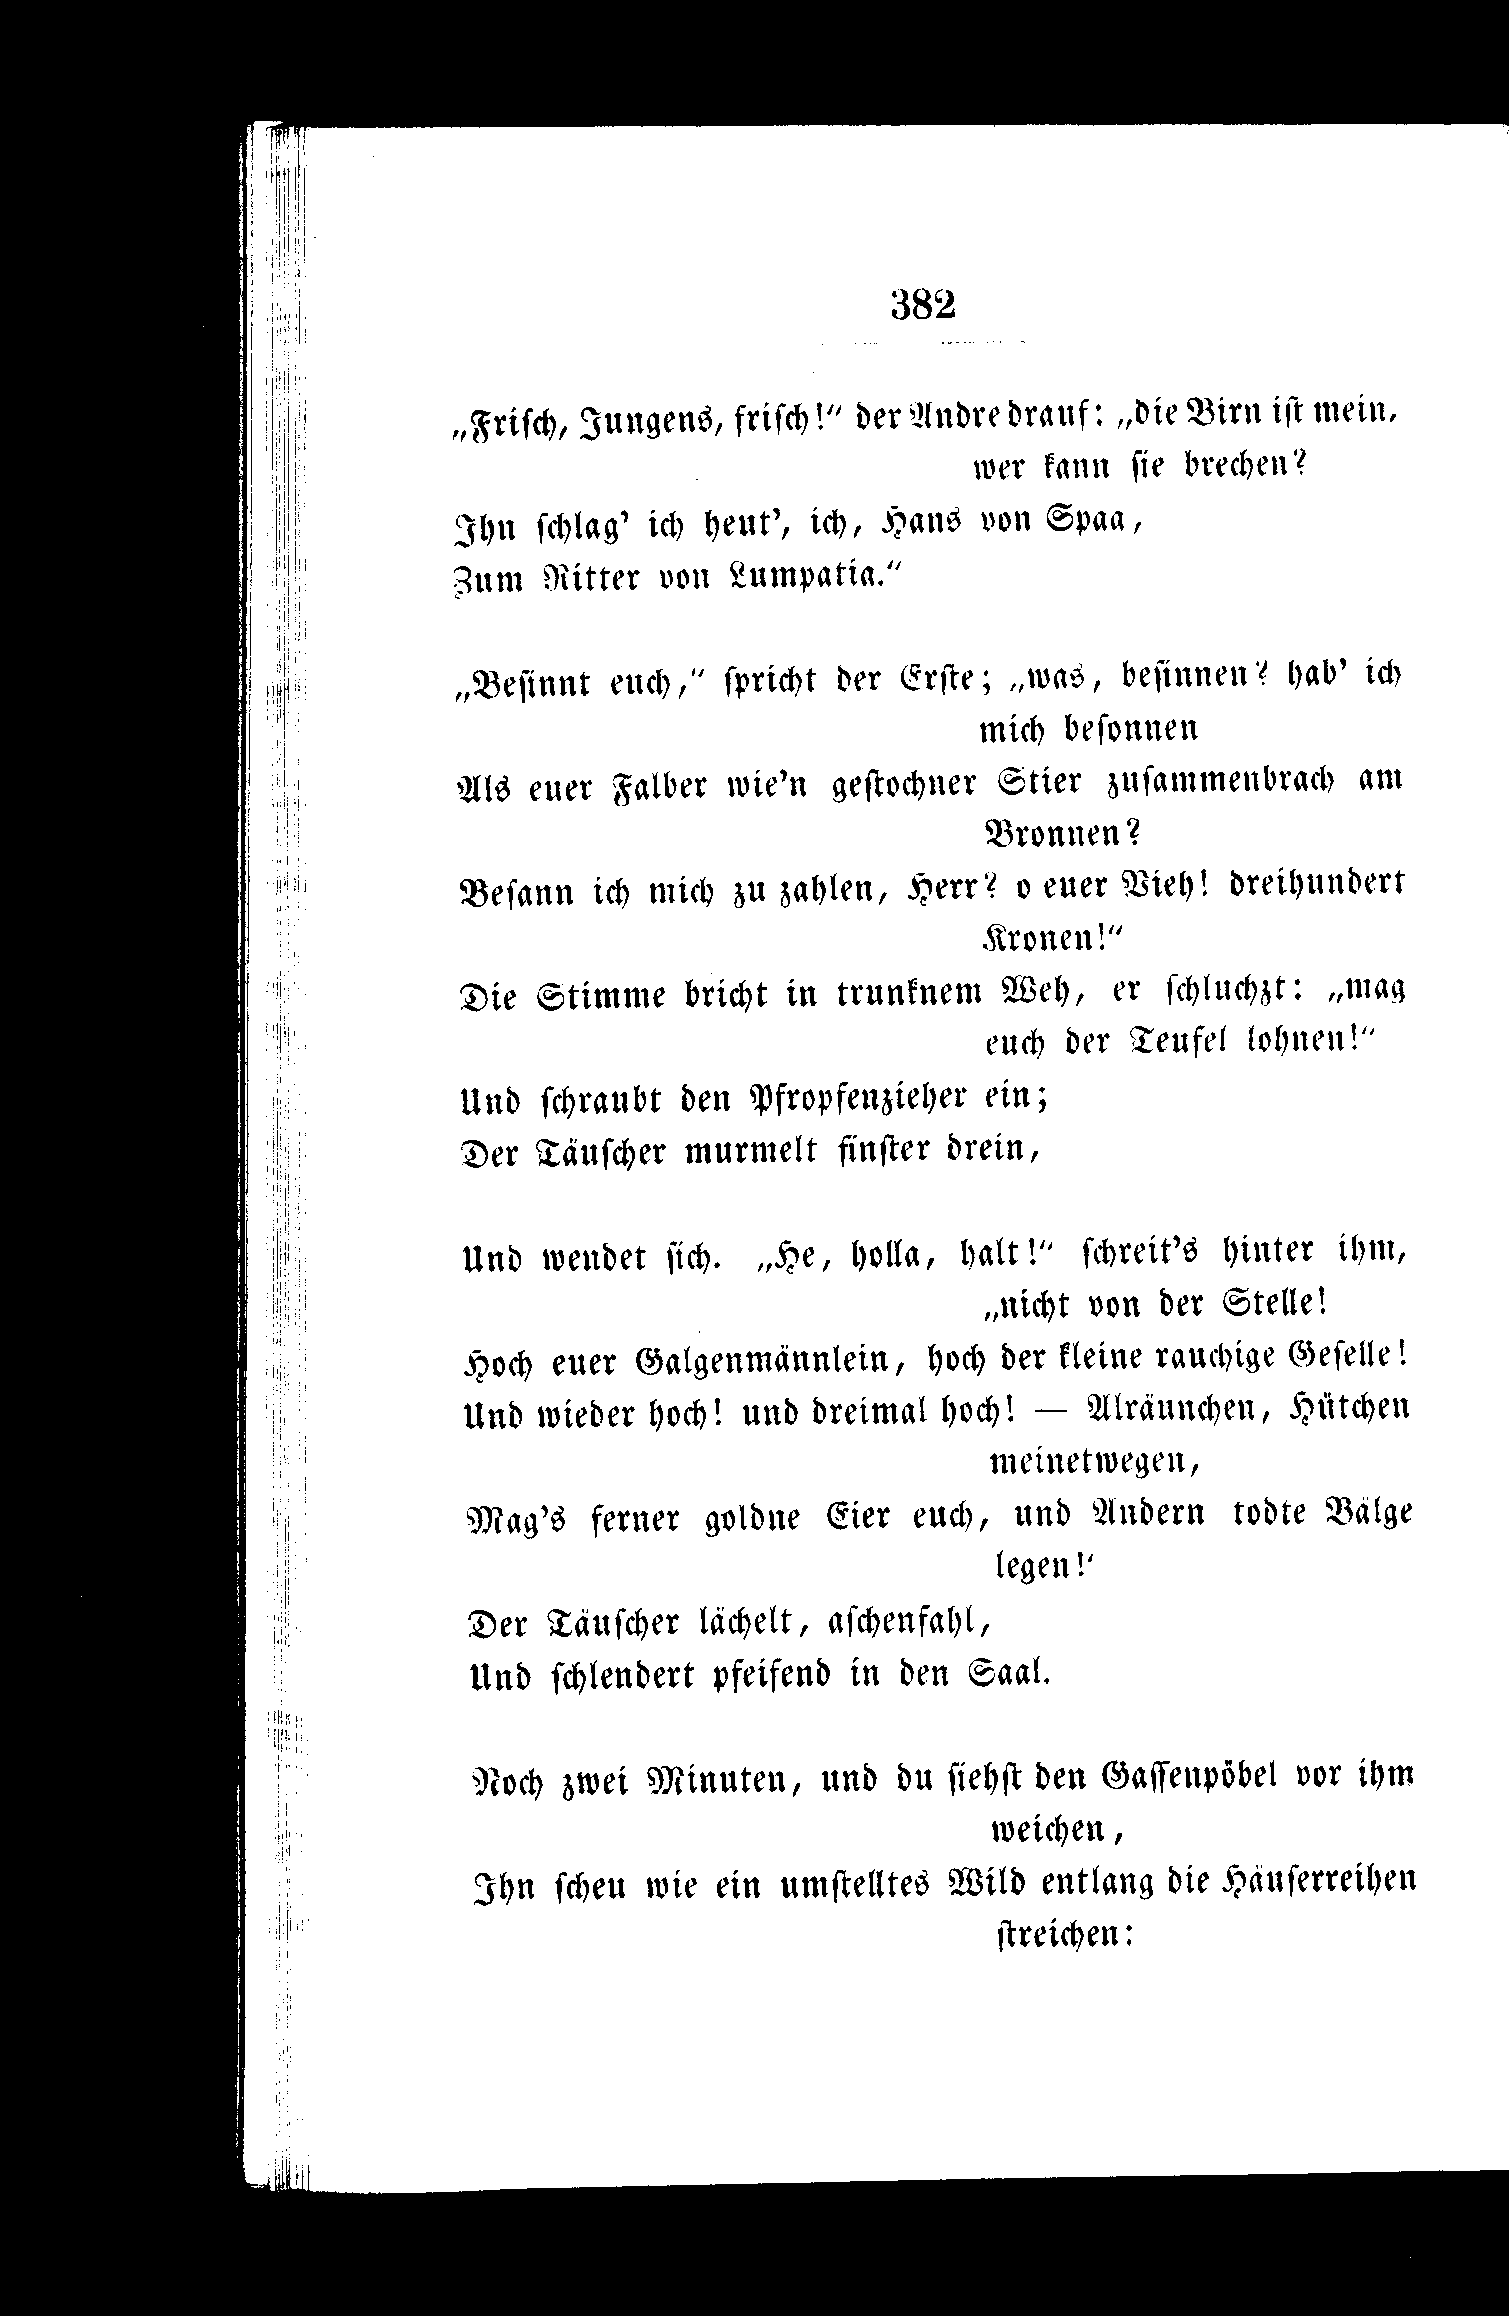 382
„Friſch, Jungens, friſch!“ der Andre drauf: „die Birn iſt mein,
wer kann ſie brechen?
Ihn ſchlag’ ich heut’, ich, Hans von Spaa,
Zum Ritter von Lumpatia.“
„Beſinnt euch,“ ſpricht der Erſte; „was, beſinnen? hab’ ich
mich beſonnen
Als euer Falber wie’n geſtochner Stier zuſammenbrach am
Bronnen?
Beſann ich mich zu zahlen, Herr? o euer Vieh! dreihundert
Kronen!“
Die Stimme bricht in trunknem Weh, er ſchluchzt: „mag
euch der Teufel lohnen!“
Und ſchraubt den Pfropfenzieher ein;
Der Täuſcher murmelt finſter drein,
Und wendet ſich. „He, holla, halt!“ ſchreit’s hinter ihm,
„nicht von der Stelle!
Hoch euer Galgenmännlein, hoch der kleine rauchige Geſelle!
Und wieder hoch! und dreimal hoch! — Alräunchen, Hütchen
meinetwegen,
Mag’s ferner goldne Eier euch, und Andern todte Bälge
legen!‘
Der Täuſcher lächelt, aſchenfahl,
Und ſchlendert pfeifend in den Saal.
Noch zwei Minuten, und du ſiehſt den Gaſſenpöbel vor ihm
weichen,
Ihn ſcheu wie ein umſtelltes Wild entlang die Häuſerreihen
ſtreichen: